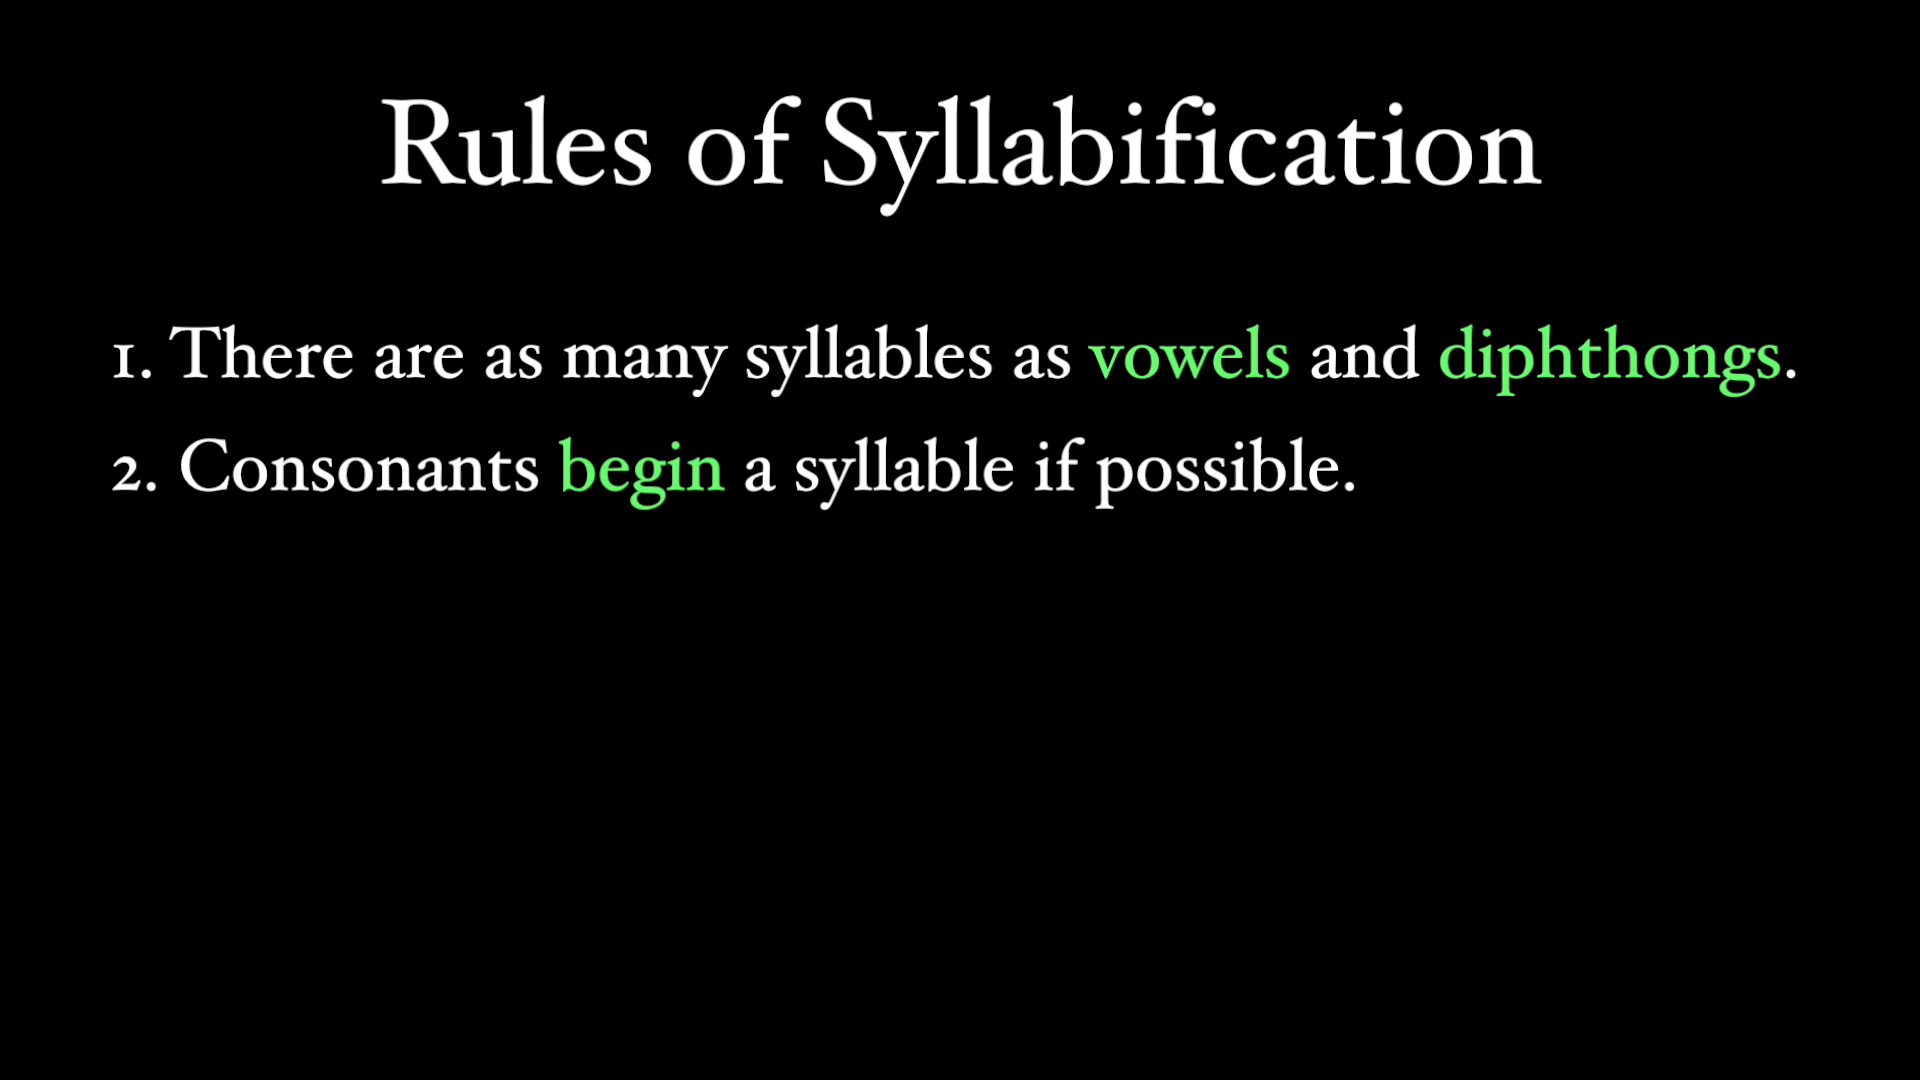 Rules of Syllabification
1. There are as many syllables as vowels and diphthongs.
2. Consonants begin a syllable if possible.